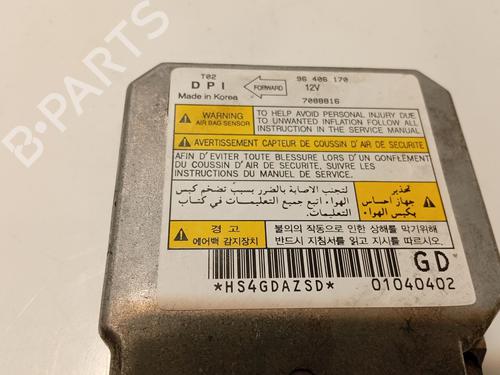 T02
DPI
FORWARD
96 406 170
12V
Made in Korea
7088816
WARNING
AIR BAG SENSOR
TO HELP AVOID PERSONAL INJURY DUE
TO UNWANTED INFLATION FOLLOW ALL
INSTRUCTION IN THE SERVICE MANUAL
AVERTISSEMENT CAPTEUR DE COUSSIN D'AIR DE SECURITE
AFIN D'EVITER TOUTE BLESSURE LORS D'UN GONFLEMENT
DU COUSSIN D'AIR DE SECURITE, SUIVRE LES
INSTRUCTIONS DU MANUEL DE SERVICE.
تحذير
جهاز احساس
بكيس الهواء
لتجنب الاصابة بالضرر بسبب تضخم كيس
الهواء اتبع جميع التعليمات في كتاب
التعليمات.
경 고
에어백 감지장치
불의의 작동으로 인한 상해를 막기위해
반드시 지침서를 읽고 지시를 따르시오.
GD
*HS4GDAZSD*
01040402
B-PARTS